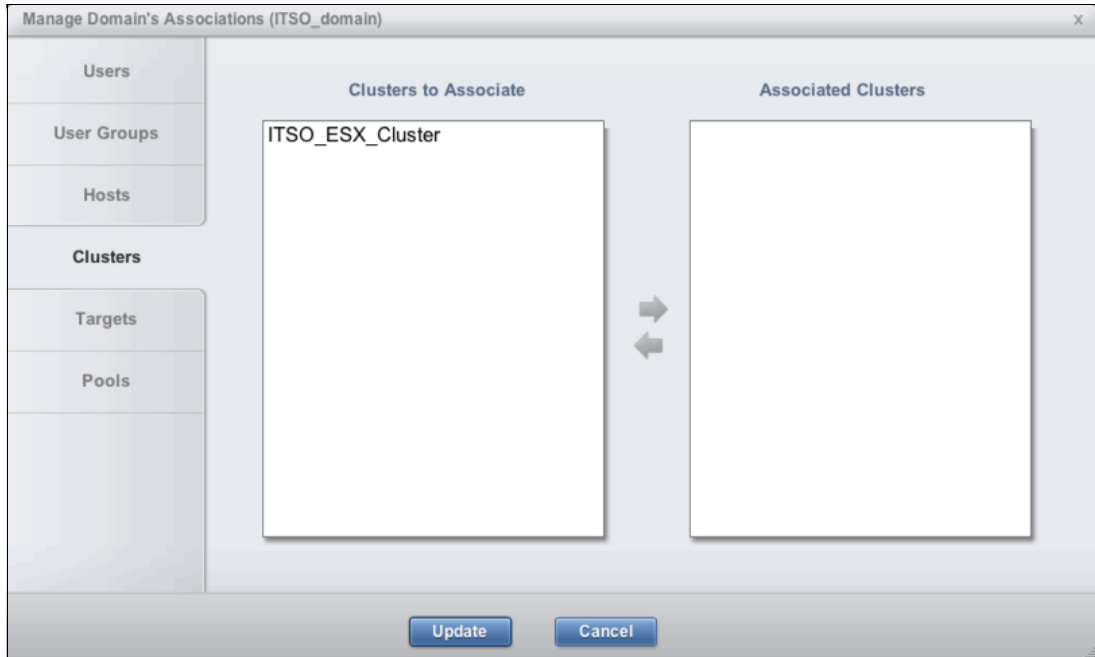 Manage Domain's Associations (ITSO_domain)
x
Users
User Groups
Hosts
Clusters
Targets
Pools
Clusters to Associate
ITSO_ESX_Cluster
Associated Clusters
Update
Cancel